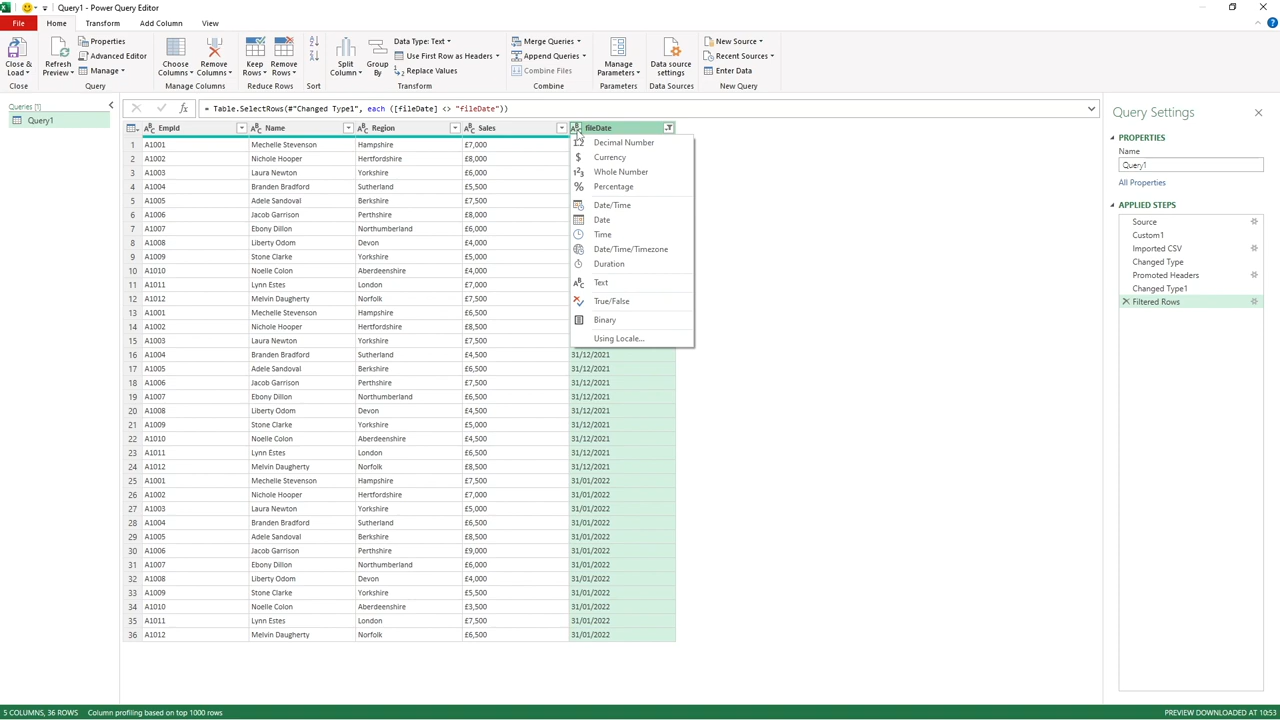 Query1 - Power Query Editor
File Home Transform Add Column View
Close & Load
Close
Refresh Preview
Properties
Advanced Editor
Manage
Query
Choose Columns
Remove Columns
Manage Columns
Keep Rows
Remove Rows
Reduce Rows
Sort
Split Column
Group By
Data Type: Text
Use First Row as Headers
Replace Values
Transform
Merge Queries
Append Queries
Combine Files
Combine
Manage Parameters
Parameters
Data source settings
Data Sources
New Source
Recent Sources
Enter Data
New Query
Queries [1]
Query1
= Table.SelectRows(#"Changed Type1", each ([fileDate] <> "fileDate"))
EmpId Name Region Sales fileDate
1 A1001 Mechelle Stevenson Hampshire £7,000
2 A1002 Nichole Hooper Hertfordshire £8,000
3 A1003 Laura Newton Yorkshire £6,000
4 A1004 Branden Bradford Sutherland £5,500
5 A1005 Adele Sandoval Berkshire £7,500
6 A1006 Jacob Garrison Perthshire £8,000
7 A1007 Ebony Dillon Northumberland £6,000
8 A1008 Liberty Odom Devon £4,000
9 A1009 Stone Clarke Yorkshire £5,000
10 A1010 Noelle Colon Aberdeenshire £4,000
11 A1011 Lynn Estes London £7,000
12 A1012 Melvin Daugherty Norfolk £7,500
13 A1001 Mechelle Stevenson Hampshire £6,500
14 A1002 Nichole Hooper Hertfordshire £8,500
15 A1003 Laura Newton Yorkshire £7,500
16 A1004 Branden Bradford Sutherland £4,500 31/12/2021
17 A1005 Adele Sandoval Berkshire £6,500 31/12/2021
18 A1006 Jacob Garrison Perthshire £7,500 31/12/2021
19 A1007 Ebony Dillon Northumberland £6,500 31/12/2021
20 A1008 Liberty Odom Devon £4,500 31/12/2021
21 A1009 Stone Clarke Yorkshire £5,000 31/12/2021
22 A1010 Noelle Colon Aberdeenshire £4,500 31/12/2021
23 A1011 Lynn Estes London £6,500 31/12/2021
24 A1012 Melvin Daugherty Norfolk £8,500 31/12/2021
25 A1001 Mechelle Stevenson Hampshire £7,500 31/01/2022
26 A1002 Nichole Hooper Hertfordshire £7,000 31/01/2022
27 A1003 Laura Newton Yorkshire £5,000 31/01/2022
28 A1004 Branden Bradford Sutherland £6,500 31/01/2022
29 A1005 Adele Sandoval Berkshire £8,500 31/01/2022
30 A1006 Jacob Garrison Perthshire £9,000 31/01/2022
31 A1007 Ebony Dillon Northumberland £6,000 31/01/2022
32 A1008 Liberty Odom Devon £4,000 31/01/2022
33 A1009 Stone Clarke Yorkshire £5,500 31/01/2022
34 A1010 Noelle Colon Aberdeenshire £3,500 31/01/2022
35 A1011 Lynn Estes London £7,500 31/01/2022
36 A1012 Melvin Daugherty Norfolk £6,500 31/01/2022
1.2 Decimal Number
$ Currency
Whole Number
% Percentage
Date/Time
Date
Time
Date/Time/Timezone
Duration
Text
True/False
Binary
Using Locale...
Query Settings
PROPERTIES
Name
Query1
All Properties
APPLIED STEPS
Source
Custom1
Imported CSV
Changed Type
Promoted Headers
Changed Type1
Filtered Rows
5 COLUMNS, 36 ROWS Column profiling based on top 1000 rows PREVIEW DOWNLOADED AT 10:53